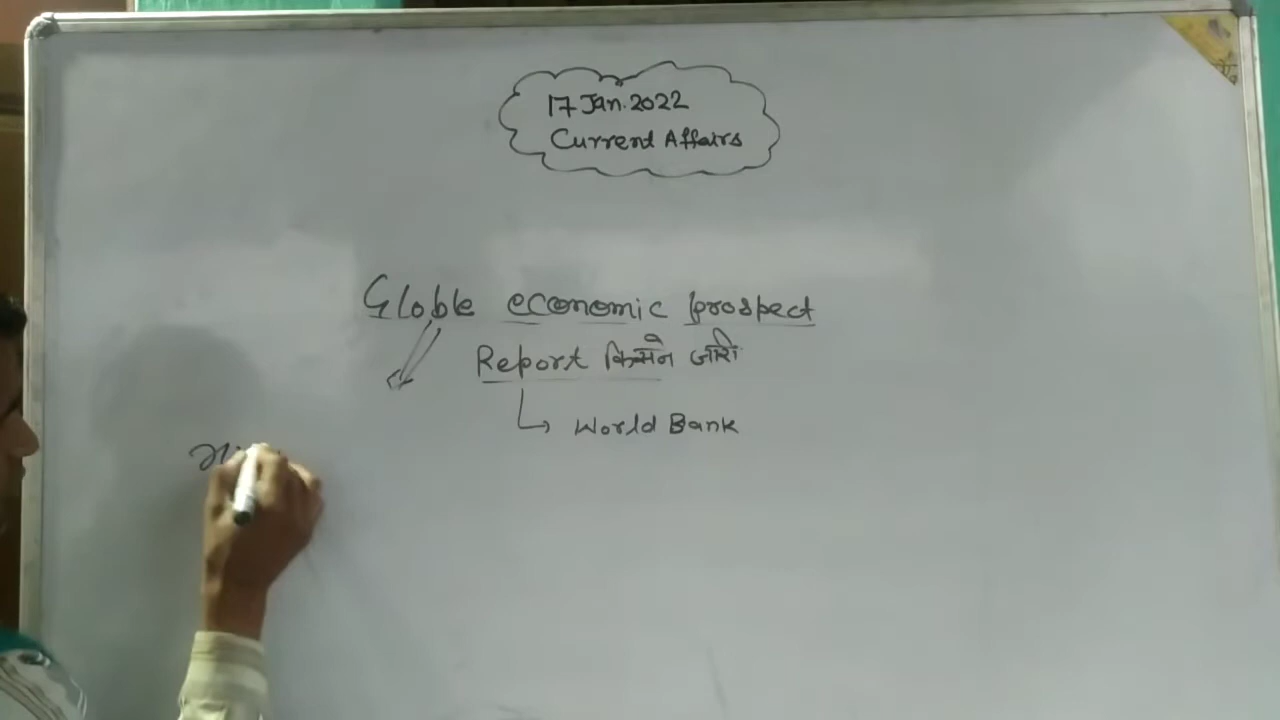 17 Jan. 2022
Current Affairs
Globle economic prospect
Report किसने जारी
World Bank